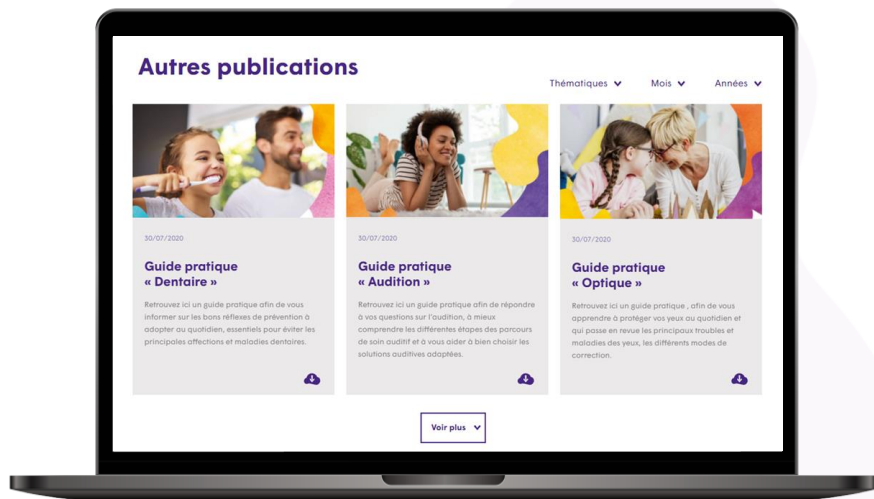 Autres publications
Thématiques
Mois
Années
30/07/2020
Guide pratique
« Dentaire »
Retrouvez ici un guide pratique afin de vous
informer sur les bons réflexes de prévention à
adopter au quotidien, essentiels pour éviter les
principales affections et maladies dentaires.
30/07/2020
Guide pratique
« Audition »
Retrouvez ici un guide pratique afin de répondre
à vos questions sur l'audition, à mieux
comprendre les différentes étapes des parcours
de soin auditif et à vous aider à bien choisir les
solutions auditives adaptées.
30/07/2020
Guide pratique
« Optique »
Retrouvez ici un guide pratique , afin de vous
apprendre à protéger vos yeux au quotidien et
qui passe en revue les principaux troubles et
maladies des yeux, les différents modes de
correction.
Voir plus